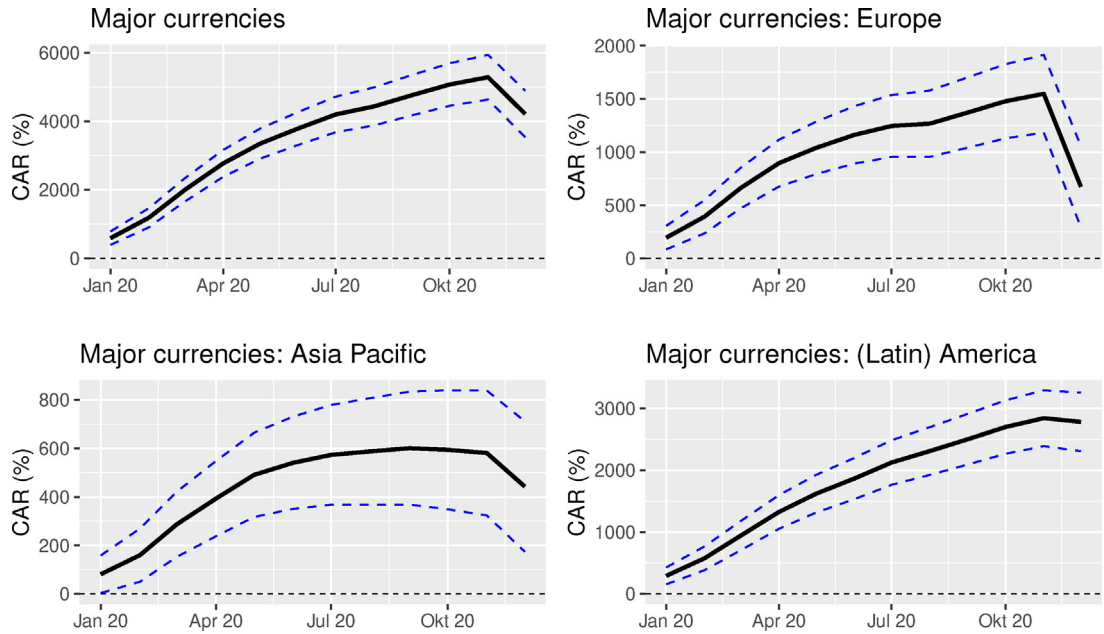 Major currencies
CAR (%)
6000
4000
2000
0
Jan 20 Apr 20 Jul 20 Okt 20
Major currencies: Europe
CAR (%)
2000
1500
1000
500
0
Jan 20 Apr 20 Jul 20 Okt 20
Major currencies: Asia Pacific
CAR (%)
800
600
400
200
0
Jan 20 Apr 20 Jul 20 Okt 20
Major currencies: (Latin) America
CAR (%)
3000
2000
1000
0
Jan 20 Apr 20 Jul 20 Okt 20